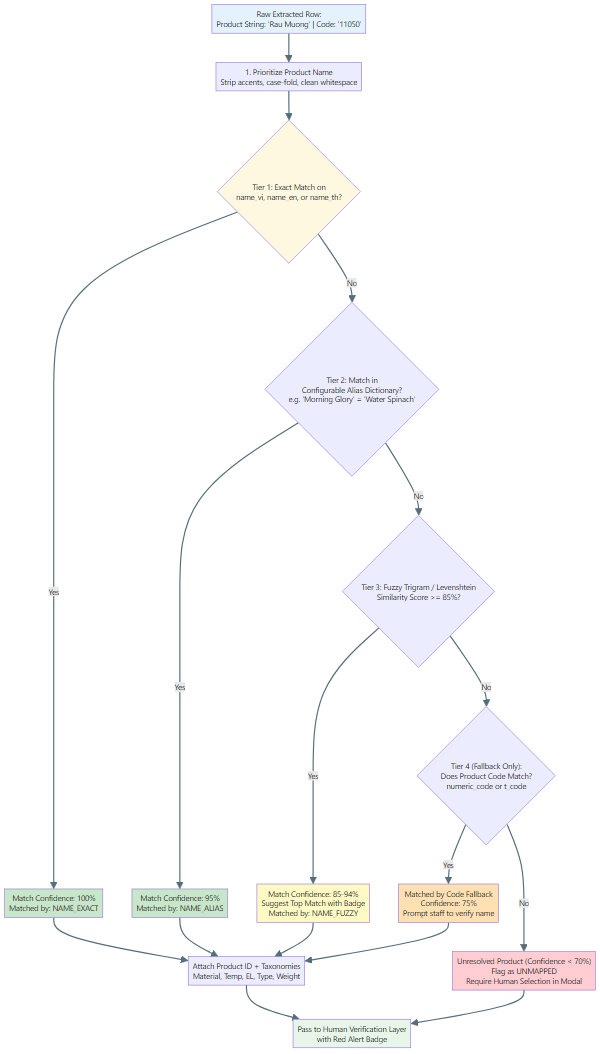 Raw Extracted Row:
Product String: 'Rau Muong' | Code: '11050'
1. Prioritize Product Name
Strip accents, case-fold, clean whitespace
Tier 1: Exact Match on
name_vi, name_en, or name_th?
No
Tier 2: Match in
Configurable Alias Dictionary?
e.g. 'Morning Glory' = 'Water Spinach'
No
Tier 3: Fuzzy Trigram / Levenshtein
Similarity Score >= 85%?
Yes
Yes
No
Tier 4 (Fallback Only):
Does Product Code Match?
numeric_code or t_code
Yes
Yes
No
Match Confidence: 100%
Matched by: NAME_EXACT
Match Confidence: 95%
Matched by: NAME_ALIAS
Match Confidence: 85-94%
Suggest Top Match with Badge
Matched by: NAME_FUZZY
Matched by Code Fallback
Confidence: 75%
Prompt staff to verify name
Attach Product ID + Taxonomies
Material, Temp, EL, Type, Weight
Unresolved Product (Confidence < 70%)
Flag as UNMAPPED
Require Human Selection in Modal
Pass to Human Verification Layer
with Red Alert Badge